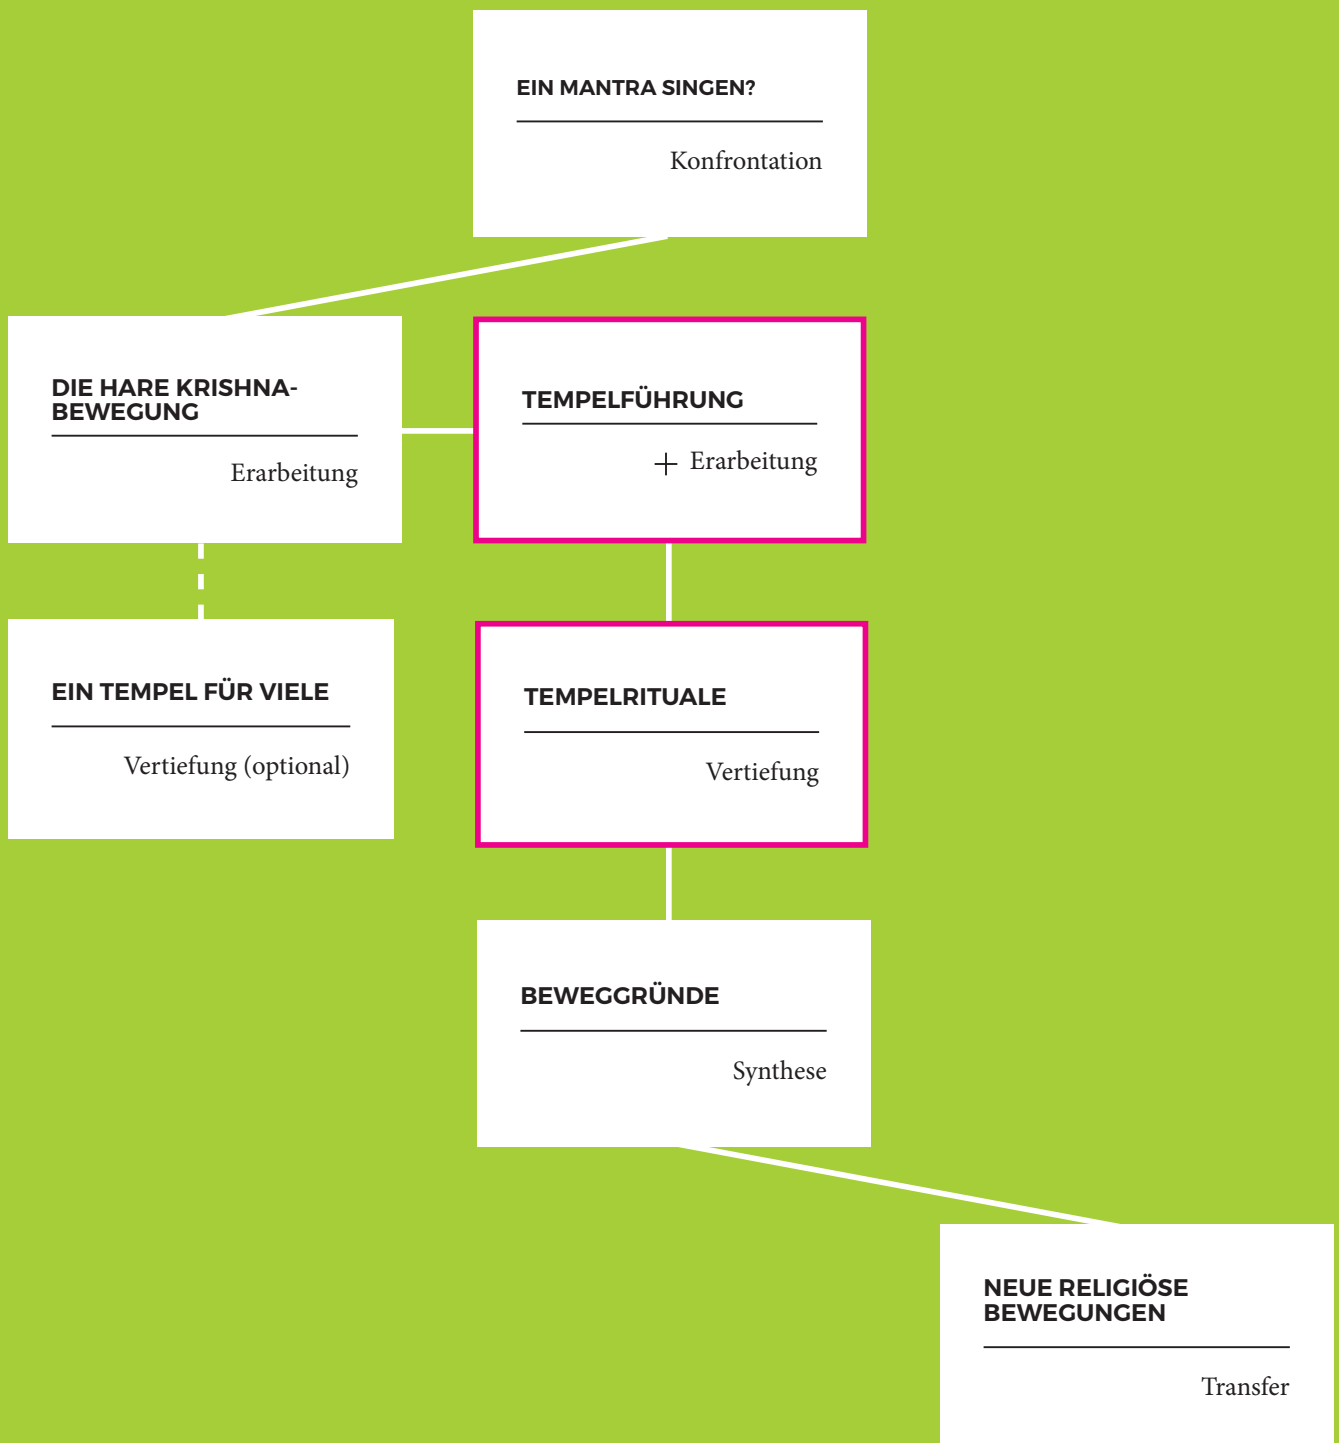 EIN MANTRA SINGEN?
Konfrontation
DIE HARE KRISHNA-
BEWEGUNG
Erarbeitung
TEMPELFÜHRUNG
+ Erarbeitung
EIN TEMPEL FÜR VIELE
Vertiefung (optional)
TEMPELRITUALE
Vertiefung
BEWEGGRÜNDE
Synthese
NEUE RELIGIÖSE
BEWEGUNGEN
Transfer